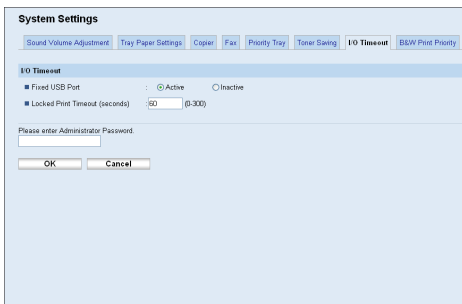 System Settings
Sound Volume Adjustment Tray Paper Settings Copier Fax Priority Tray Toner Saving I/O Timeout B&W Print Priority
I/O Timeout
Fixed USB Port : Active Inactive
Locked Print Timeout (seconds) : 60 (0-300)
Please enter Administrator Password.
OK Cancel